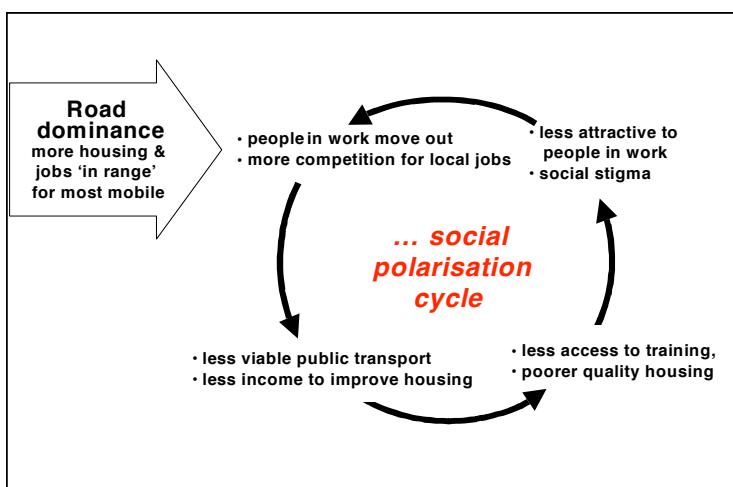 Road
dominance
more housing &
jobs ‘in range’
for most mobile
• people in work move out
• more competition for local jobs
• less attractive to
people in work
• social stigma
... social
polarisation
cycle
• less viable public transport
• less income to improve housing
• less access to training,
• poorer quality housing